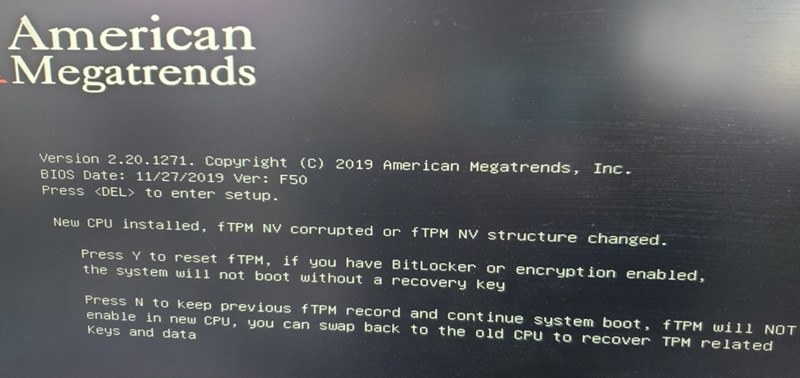 American
Megatrends
Version 2.20.1271. Copyright (C) 2019 American Megatrends, Inc.
BIOS Date: 11/27/2019 Ver: F50
Press <DEL> to enter setup.
New CPU installed, fTPM NV corrupted or fTPM NV structure changed.
Press Y to reset fTPM, if you have BitLocker or encryption enabled,
the system will not boot without a recovery key
Press N to keep previous fTPM record and continue system boot, fTPM will NOT
enable in new CPU, you can swap back to the old CPU to recover TPM related
Keys and data